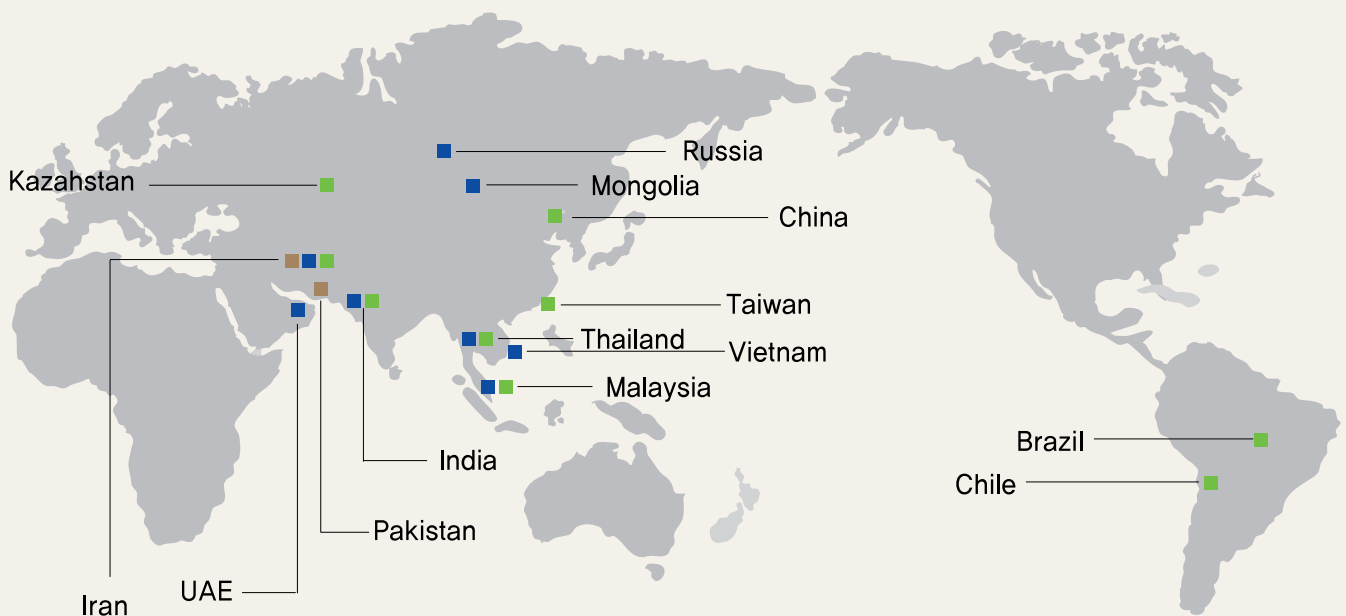 Russia
Kazahstan
Mongolia
China
Taiwan
Thailand
Vietnam
Malaysia
Brazil
India
Chile
Pakistan
UAE
Iran